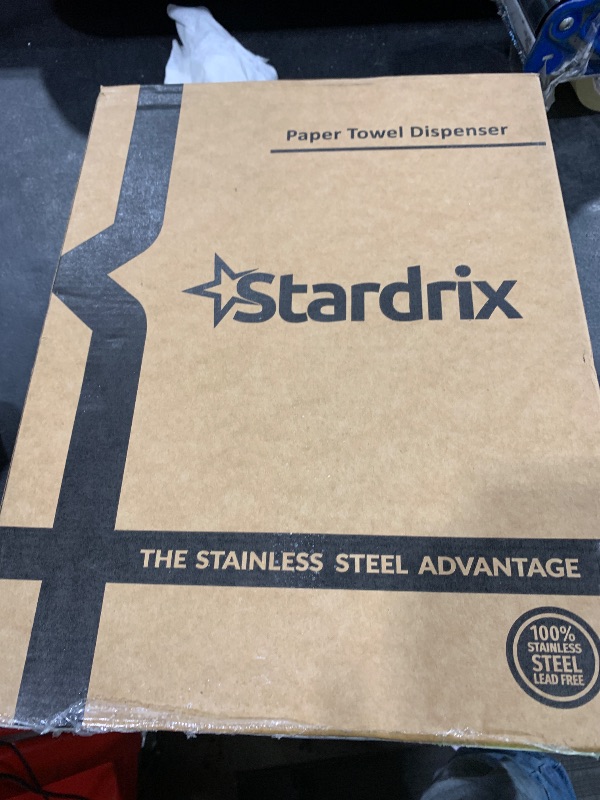 Paper Towel Dispenser
Stardrix
THE STAINLESS STEEL ADVANTAGE
100%
STAINLESS
STEEL
LEAD FREE